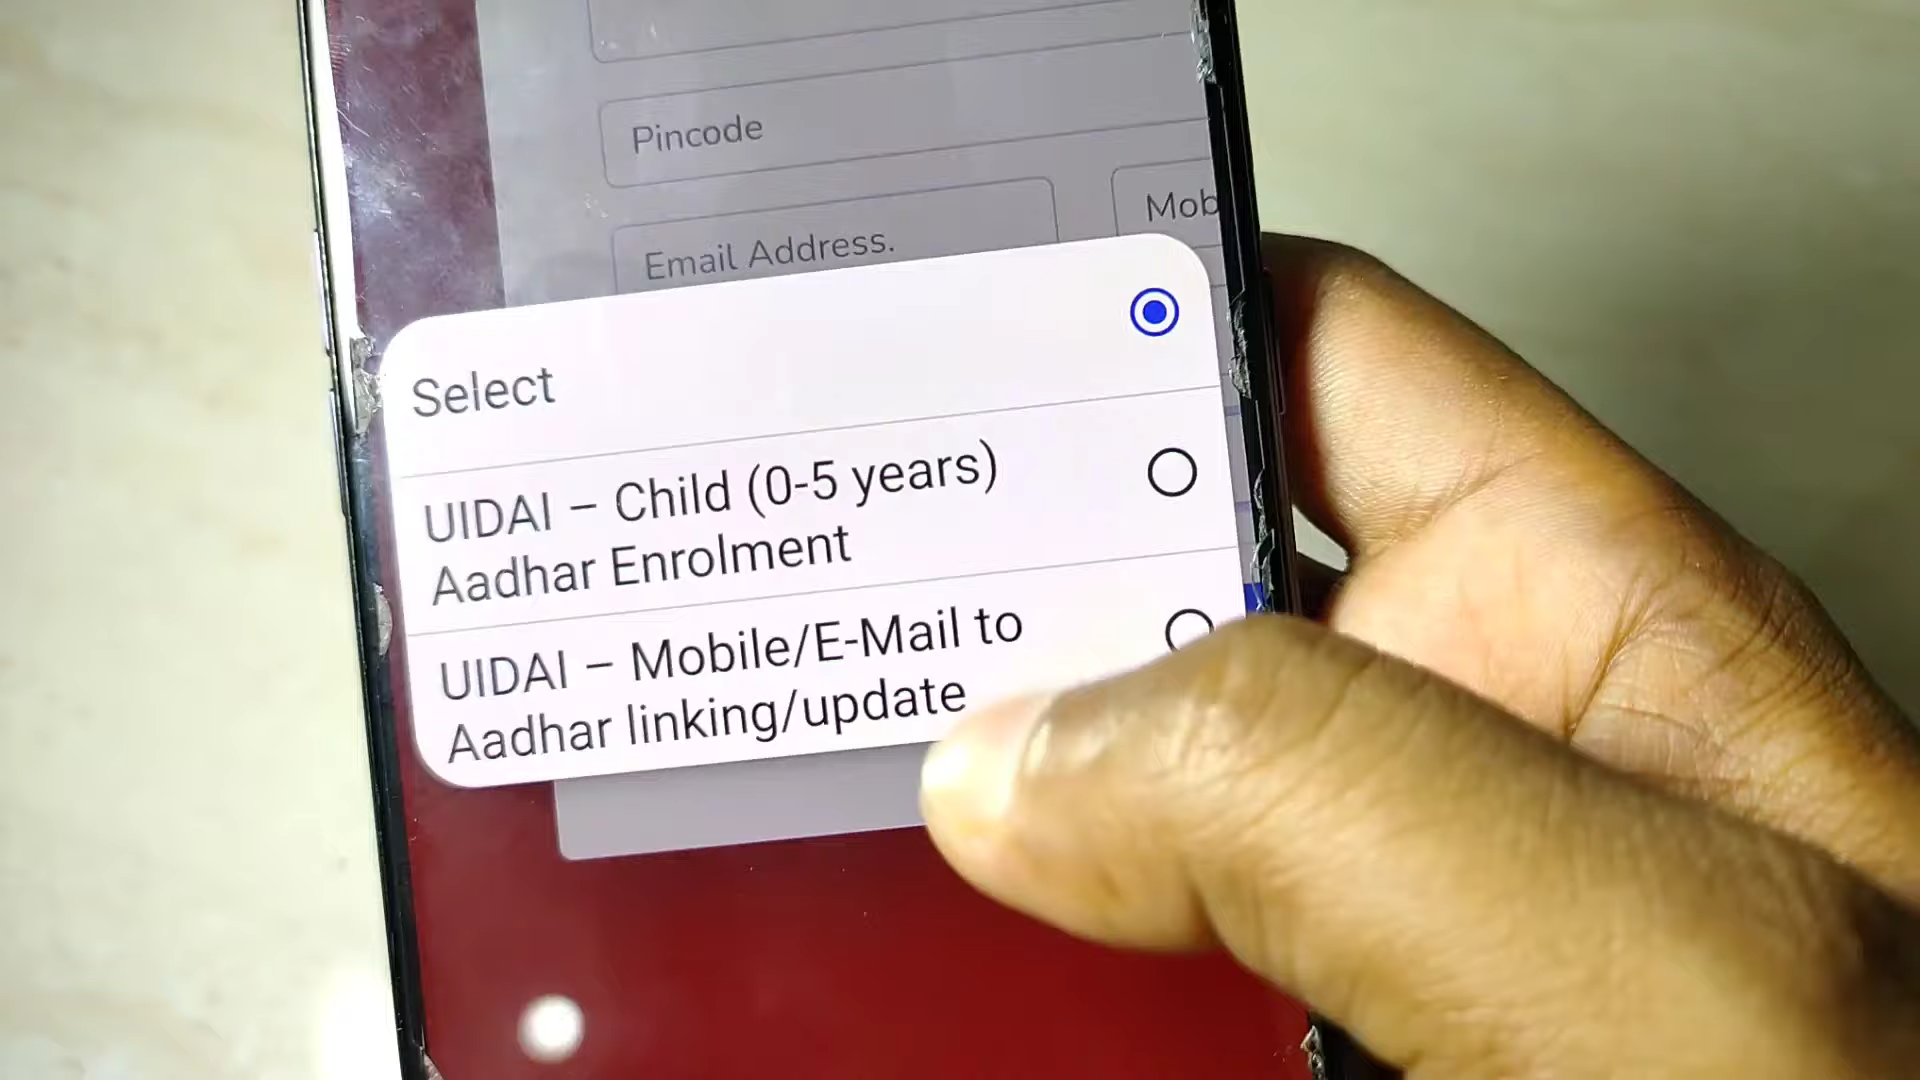 Pincode
Mob
Email Address.
Select
UIDAI – Child (0-5 years)
Aadhar Enrolment
UIDAI – Mobile/E-Mail to
Aadhar linking/update